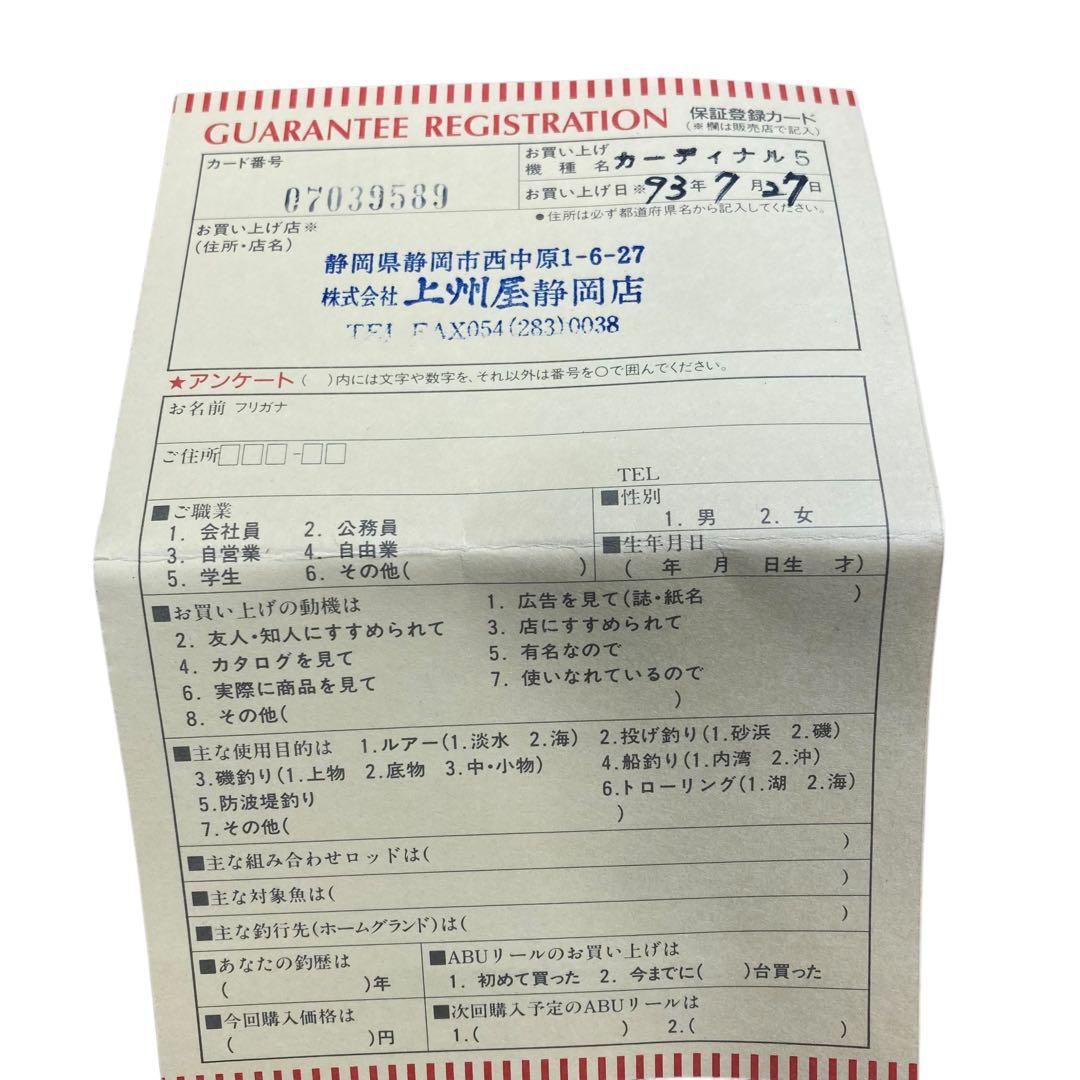 GUARANTEE REGISTRATION 保証登録カード
(※欄は販売店で記入)
カード番号
07039589
お買い上げ
機種名 カーディナル5
お買い上げ日※ 93年 7月 27日
●住所は必ず都道府県名から記入してください。
お買い上げ店※
(住所・店名)
静岡県静岡市西中原1-6-27
株式会社 上州屋静岡店
TEL FAX054(283)0038
★アンケート ( )内には文字や数字を、それ以外は番号を○で囲んでください。
お名前 フリガナ
ご住所□□□-□□
TEL
■ご職業
1. 会社員 2. 公務員
3. 自営業 4. 自由業
5. 学生 6. その他( )
■性別
1. 男 2. 女
■生年月日
( 年 月 日生 才)
■お買い上げの動機は 1. 広告を見て(誌・紙名 )
2. 友人・知人にすすめられて 3. 店にすすめられて
4. カタログを見て 5. 有名なので
6. 実際に商品を見て 7. 使いなれているので
8. その他( )
■主な使用目的は 1.ルアー(1.淡水 2.海) 2.投げ釣り(1.砂浜 2.磯)
3.磯釣り(1.上物 2.底物 3.中・小物) 4.船釣り(1.内湾 2.沖)
5.防波堤釣り 6.トローリング(1.湖 2.海)
7.その他( )
■主な組み合わせロッドは( )
■主な対象魚は( )
■主な釣行先(ホームグランド)は( )
■あなたの釣歴は
( )年
■ABUリールのお買い上げは
1. 初めて買った 2. 今までに( )台買った
■今回購入価格は
( )円
■次回購入予定のABUリールは
1.( ) 2.( )